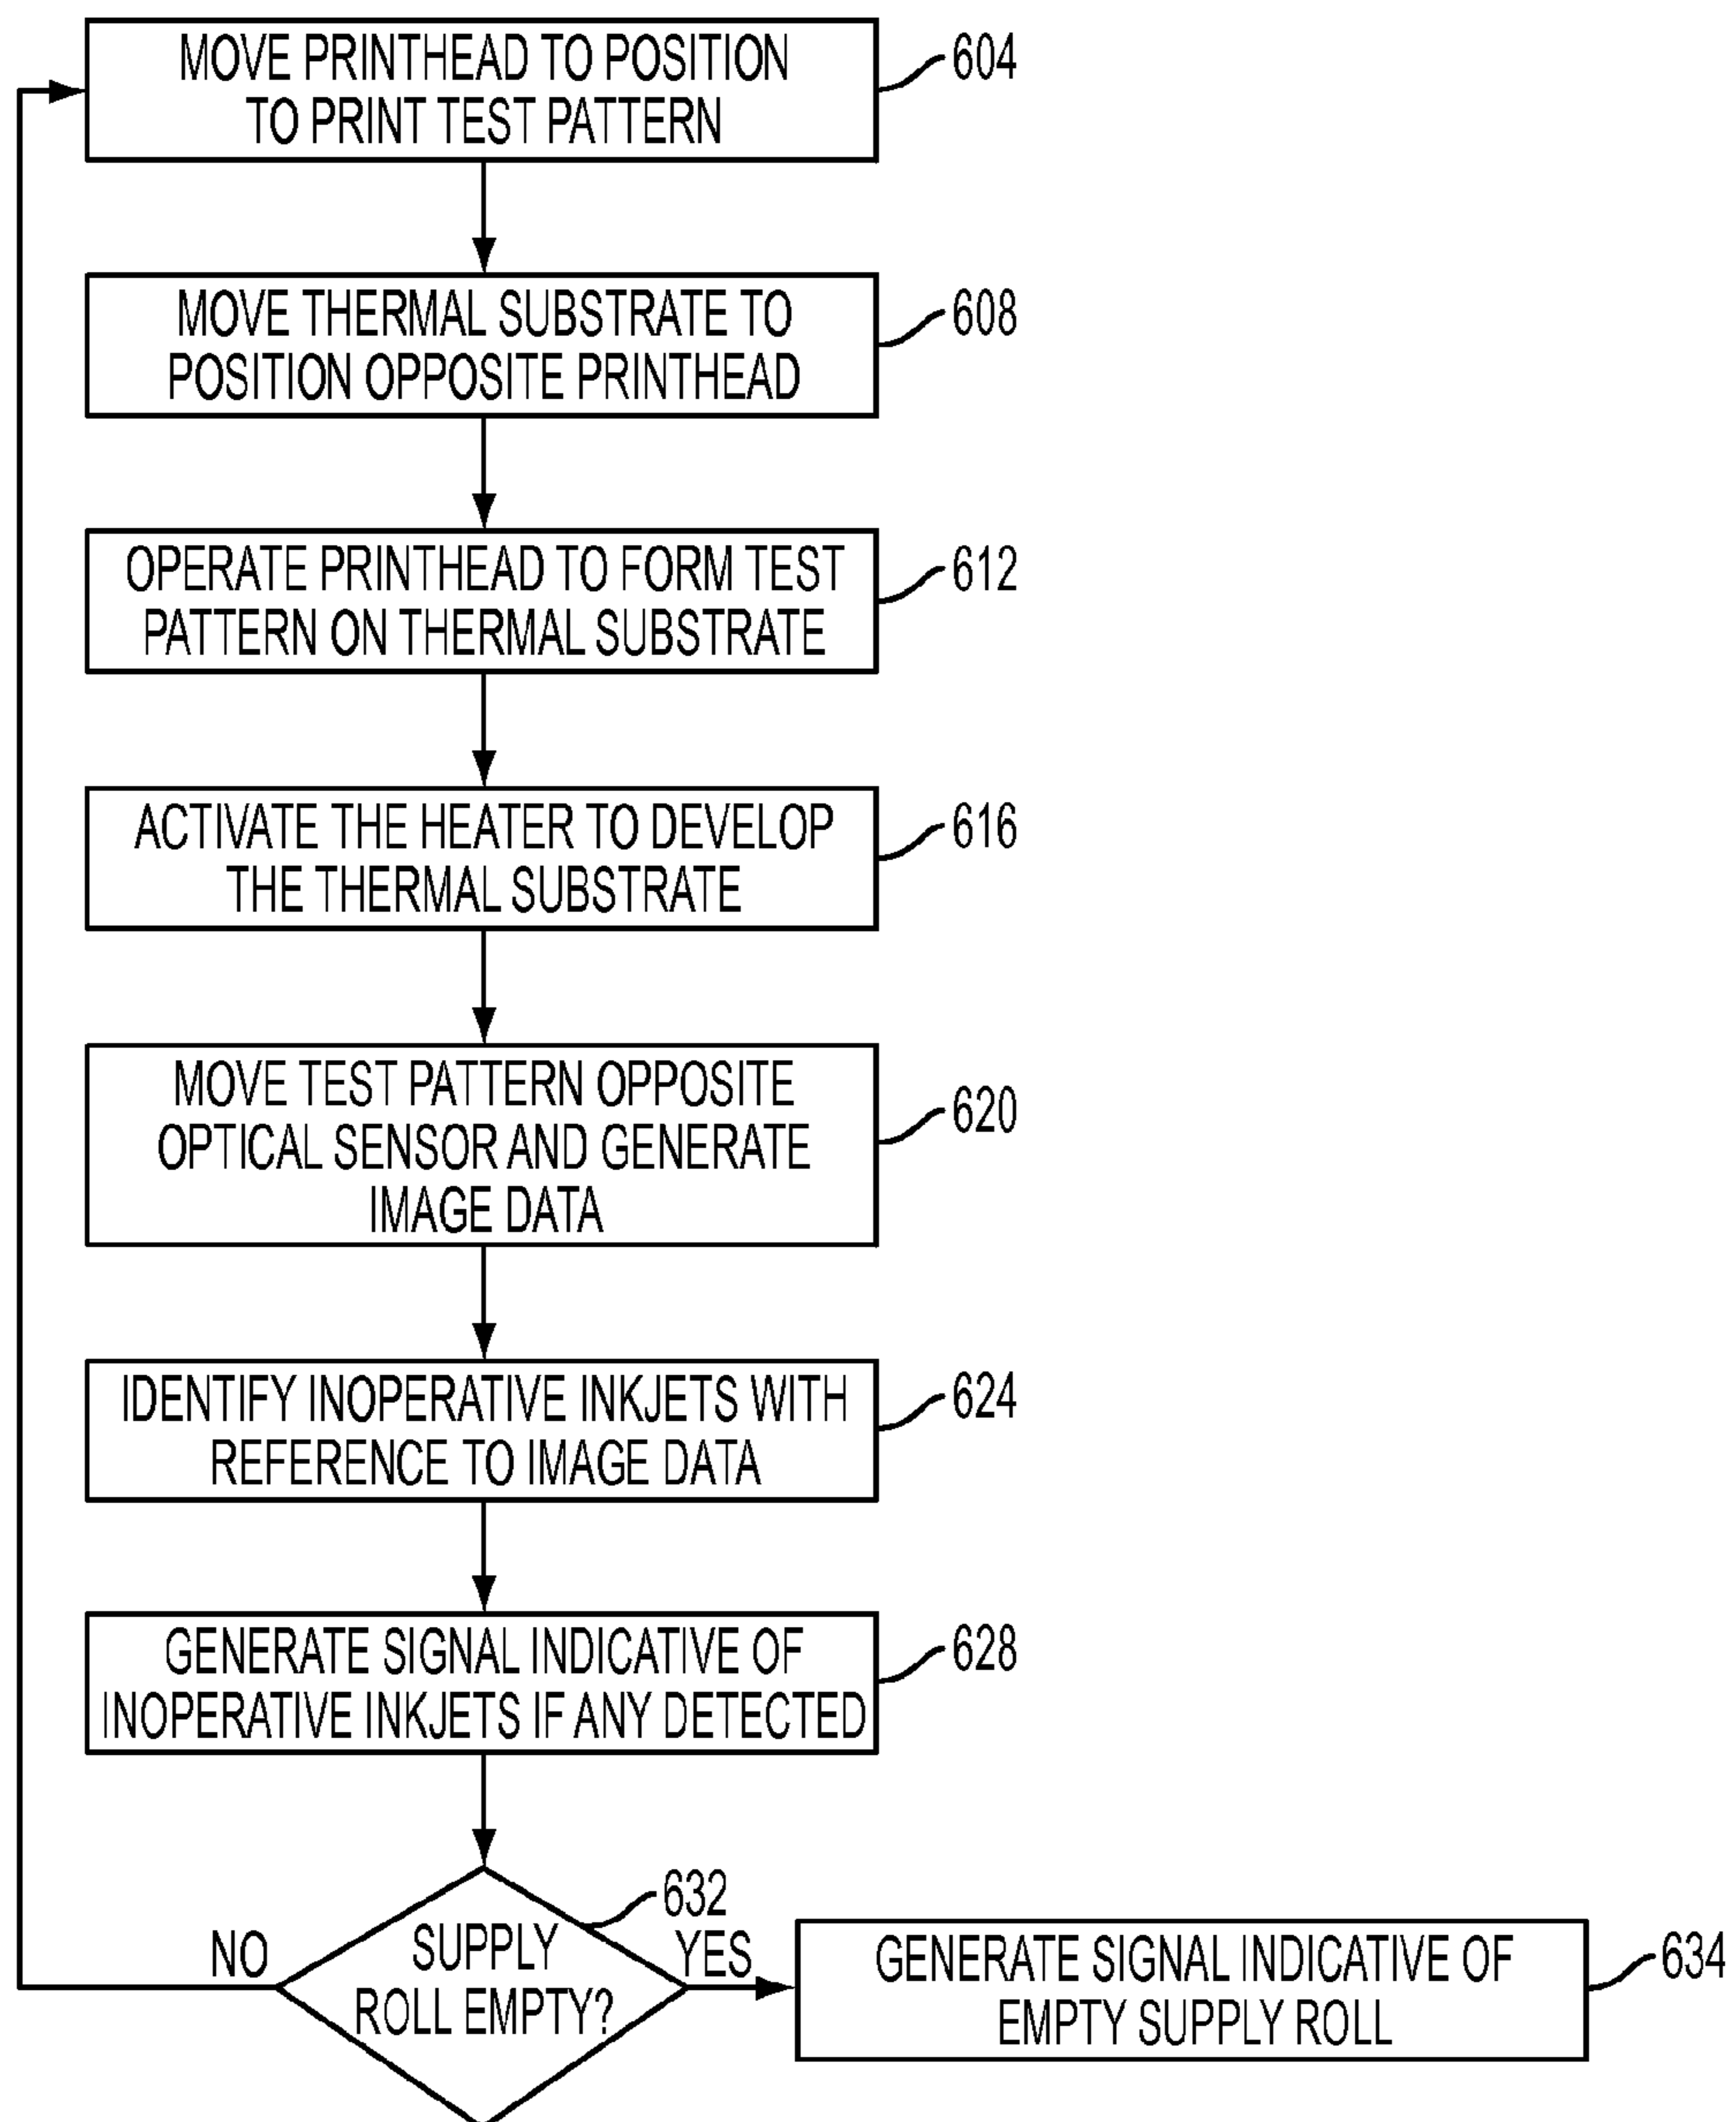 MOVE PRINTHEAD TO POSITION
TO PRINT TEST PATTERN
604
MOVE THERMAL SUBSTRATE TO
POSITION OPPOSITE PRINTHEAD
608
OPERATE PRINTHEAD TO FORM TEST
PATTERN ON THERMAL SUBSTRATE
612
ACTIVATE THE HEATER TO DEVELOP
THE THERMAL SUBSTRATE
616
MOVE TEST PATTERN OPPOSITE
OPTICAL SENSOR AND GENERATE
IMAGE DATA
620
IDENTIFY INOPERATIVE INKJETS WITH
REFERENCE TO IMAGE DATA
624
GENERATE SIGNAL INDICATIVE OF
INOPERATIVE INKJETS IF ANY DETECTED
628
632
NO
SUPPLY
ROLL EMPTY?
YES
GENERATE SIGNAL INDICATIVE OF
EMPTY SUPPLY ROLL
634